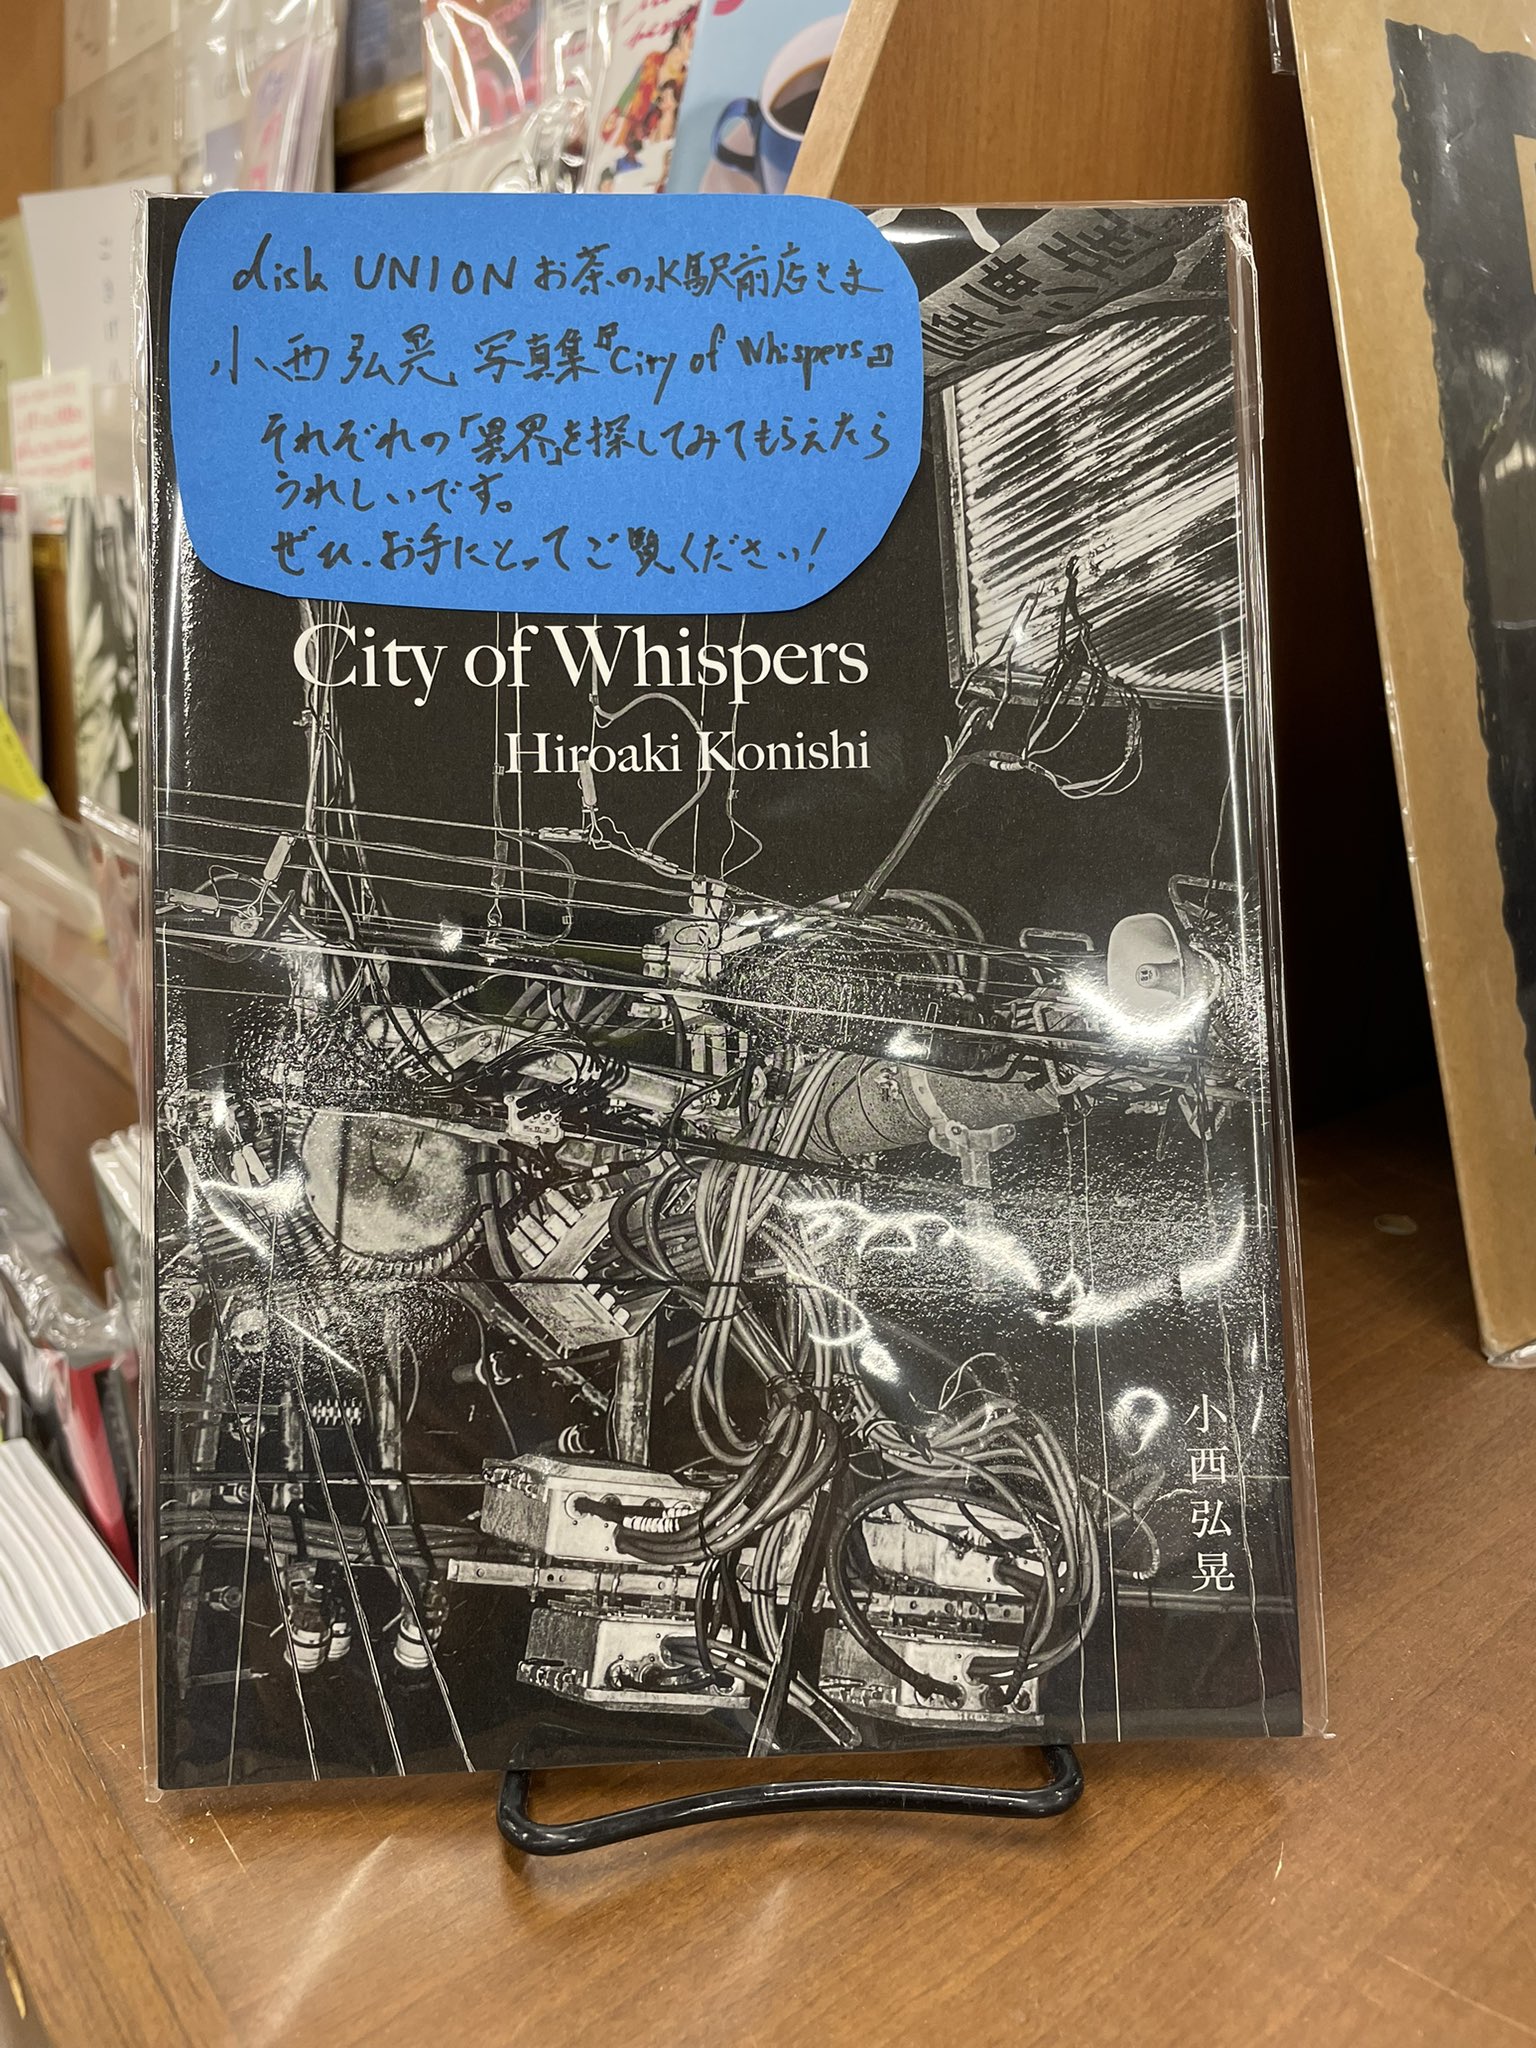 disk UNION お茶の水駅前店さま
小西弘晃 写真集『City of Whispers』
それぞれの「異界」を探してみてもらえたら
うれしいです。
ぜひ、お手にとってご覧ください!
City of Whispers
Hiroaki Konishi
小西弘晃